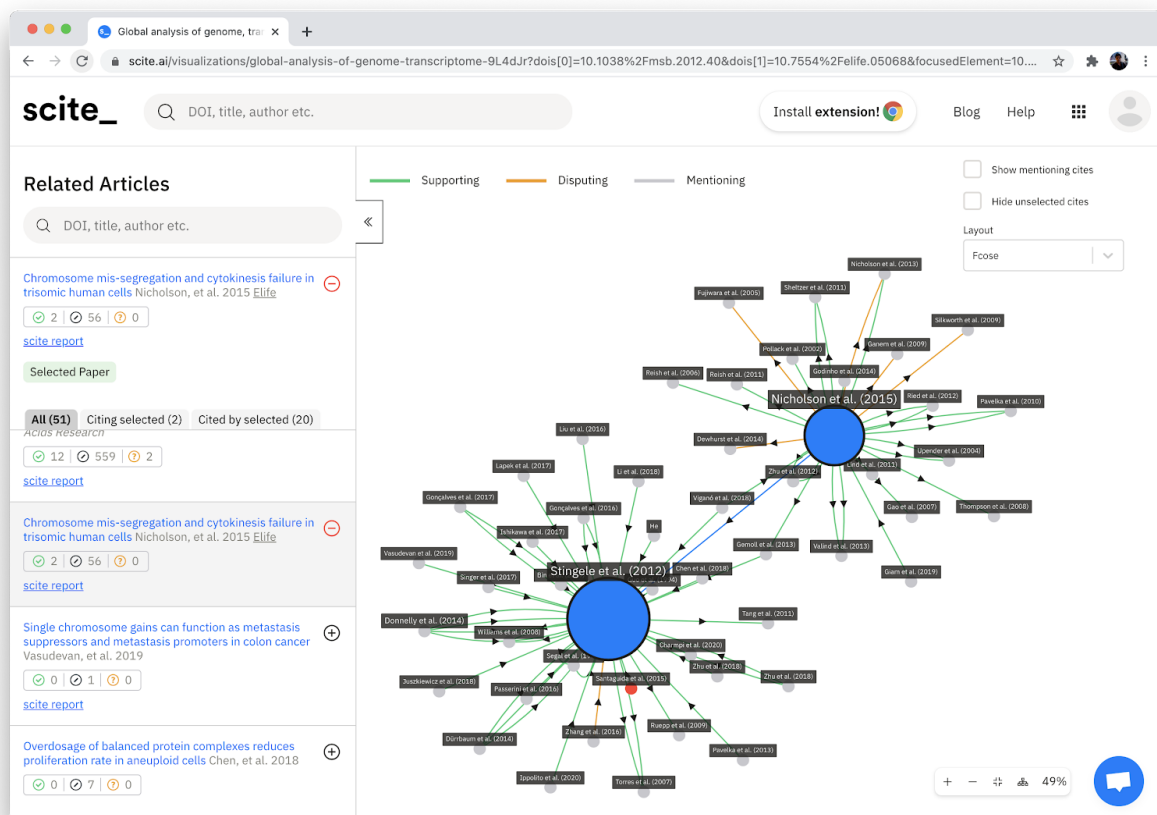 Global analysis of genome, tra
scite.ai/visualizations/global-analysis-of-genome-transcriptome-9L4dJr?dois[0]=10.1038%2Fmsb.2012.40&dois[1]=10.7554%2Felife.05068&focusedElement=10....
scite_
DOI, title, author etc.
Install extension!
Blog
Help
Related Articles
DOI, title, author etc.
Chromosome mis-segregation and cytokinesis failure in
trisomic human cells Nicholson, et al. 2015 Elife
2 56 0
scite report
Selected Paper
All (51) Citing selected (2) Cited by selected (20)
Acids Research
12 559 2
scite report
Chromosome mis-segregation and cytokinesis failure in
trisomic human cells Nicholson, et al. 2015 Elife
2 56 0
scite report
Single chromosome gains can function as metastasis
suppressors and metastasis promoters in colon cancer
Vasudevan, et al. 2019
0 1 0
scite report
Overdosage of balanced protein complexes reduces
proliferation rate in aneuploid cells Chen, et al. 2018
0 7 0
Supporting
Disputing
Mentioning
Show mentioning cites
Hide unselected cites
Layout
Fcose
Nicholson et al. (2013)
Sheltzer et al. (2011)
Fujiwara et al. (2005)
Silkworth et al. (2009)
Ganem et al. (2009)
Pollack et al. (2002)
Godinho et al. (2014)
Reish et al. (2006)
Reish et al. (2011)
Nicholson et al. (2015)
Ried et al. (2012)
Pavelka et al. (2010)
Liu et al. (2016)
Dewhurst et al. (2014)
Upender et al. (2004)
Lapek et al. (2017)
Li et al. (2018)
Zhu et al. (2012)
et al. (2011)
Gonçalves et al. (2017)
Viganó et al. (2018)
Gonçalves et al. (2016)
Gao et al. (2007)
Thompson et al. (2008)
Ishikawa et al. (2017)
He
Gemoll et al. (2013)
Valind et al. (2013)
Vasudevan et al. (2019)
Giam et al. (2019)
Stingele et al. (2012)
Chen et al. (2018)
Singer et al. (2017)
Donnelly et al. (2014)
Tang et al. (2011)
Williams et al. (2008)
Charmpi et al. (2020)
Segal et al.
Zhu et al. (2018)
Zhu et al. (2018)
Juszkiewicz et al. (2018)
Santaguida et al. (2015)
Passerini et al. (2016)
Ruepp et al. (2009)
Zhang et al. (2016)
Dürrbaum et al. (2014)
Pavelka et al. (2013)
Ippolito et al. (2020)
Torres et al. (2007)
49%